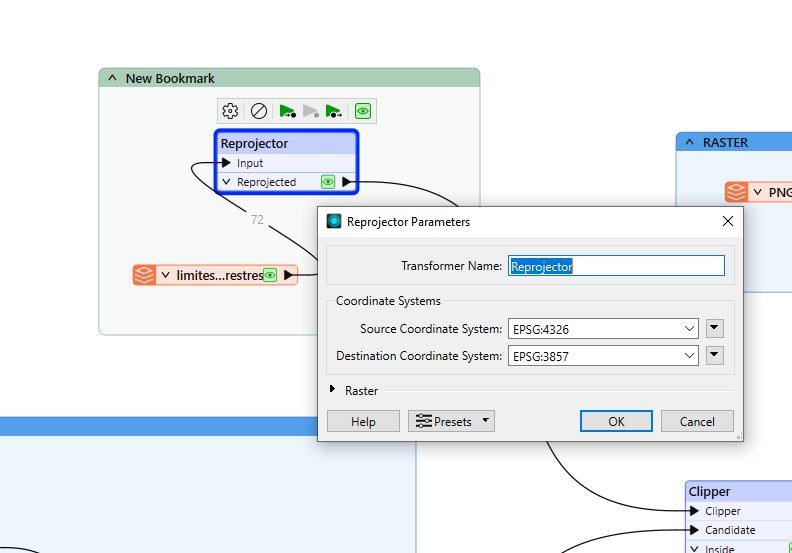 New Bookmark
RASTER
Reprojector
Input
Reprojected
PNG
72
limites...restres
Reprojector Parameters
Transformer Name: Reprojector
Coordinate Systems
Source Coordinate System: EPSG:4326
Destination Coordinate System: EPSG:3857
Raster
Help
Presets
OK
Cancel
Clipper
Clipper
Candidate
Inside